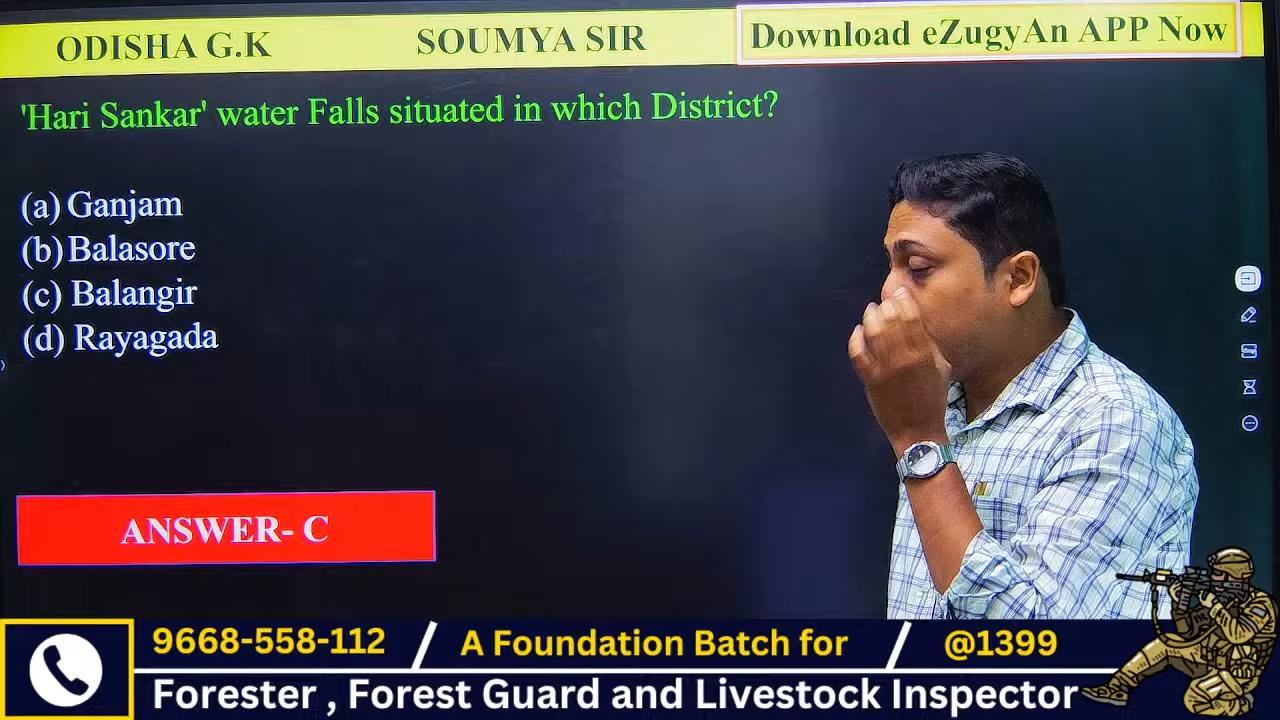 ODISHA G.K SOUMYA SIR Download eZugyAn APP Now
'Hari Sankar' water Falls situated in which District?
(a) Ganjam
(b) Balasore
(c) Balangir
(d) Rayagada
ANSWER- C
9668-558-112 / A Foundation Batch for / @1399
Forester , Forest Guard and Livestock Inspector